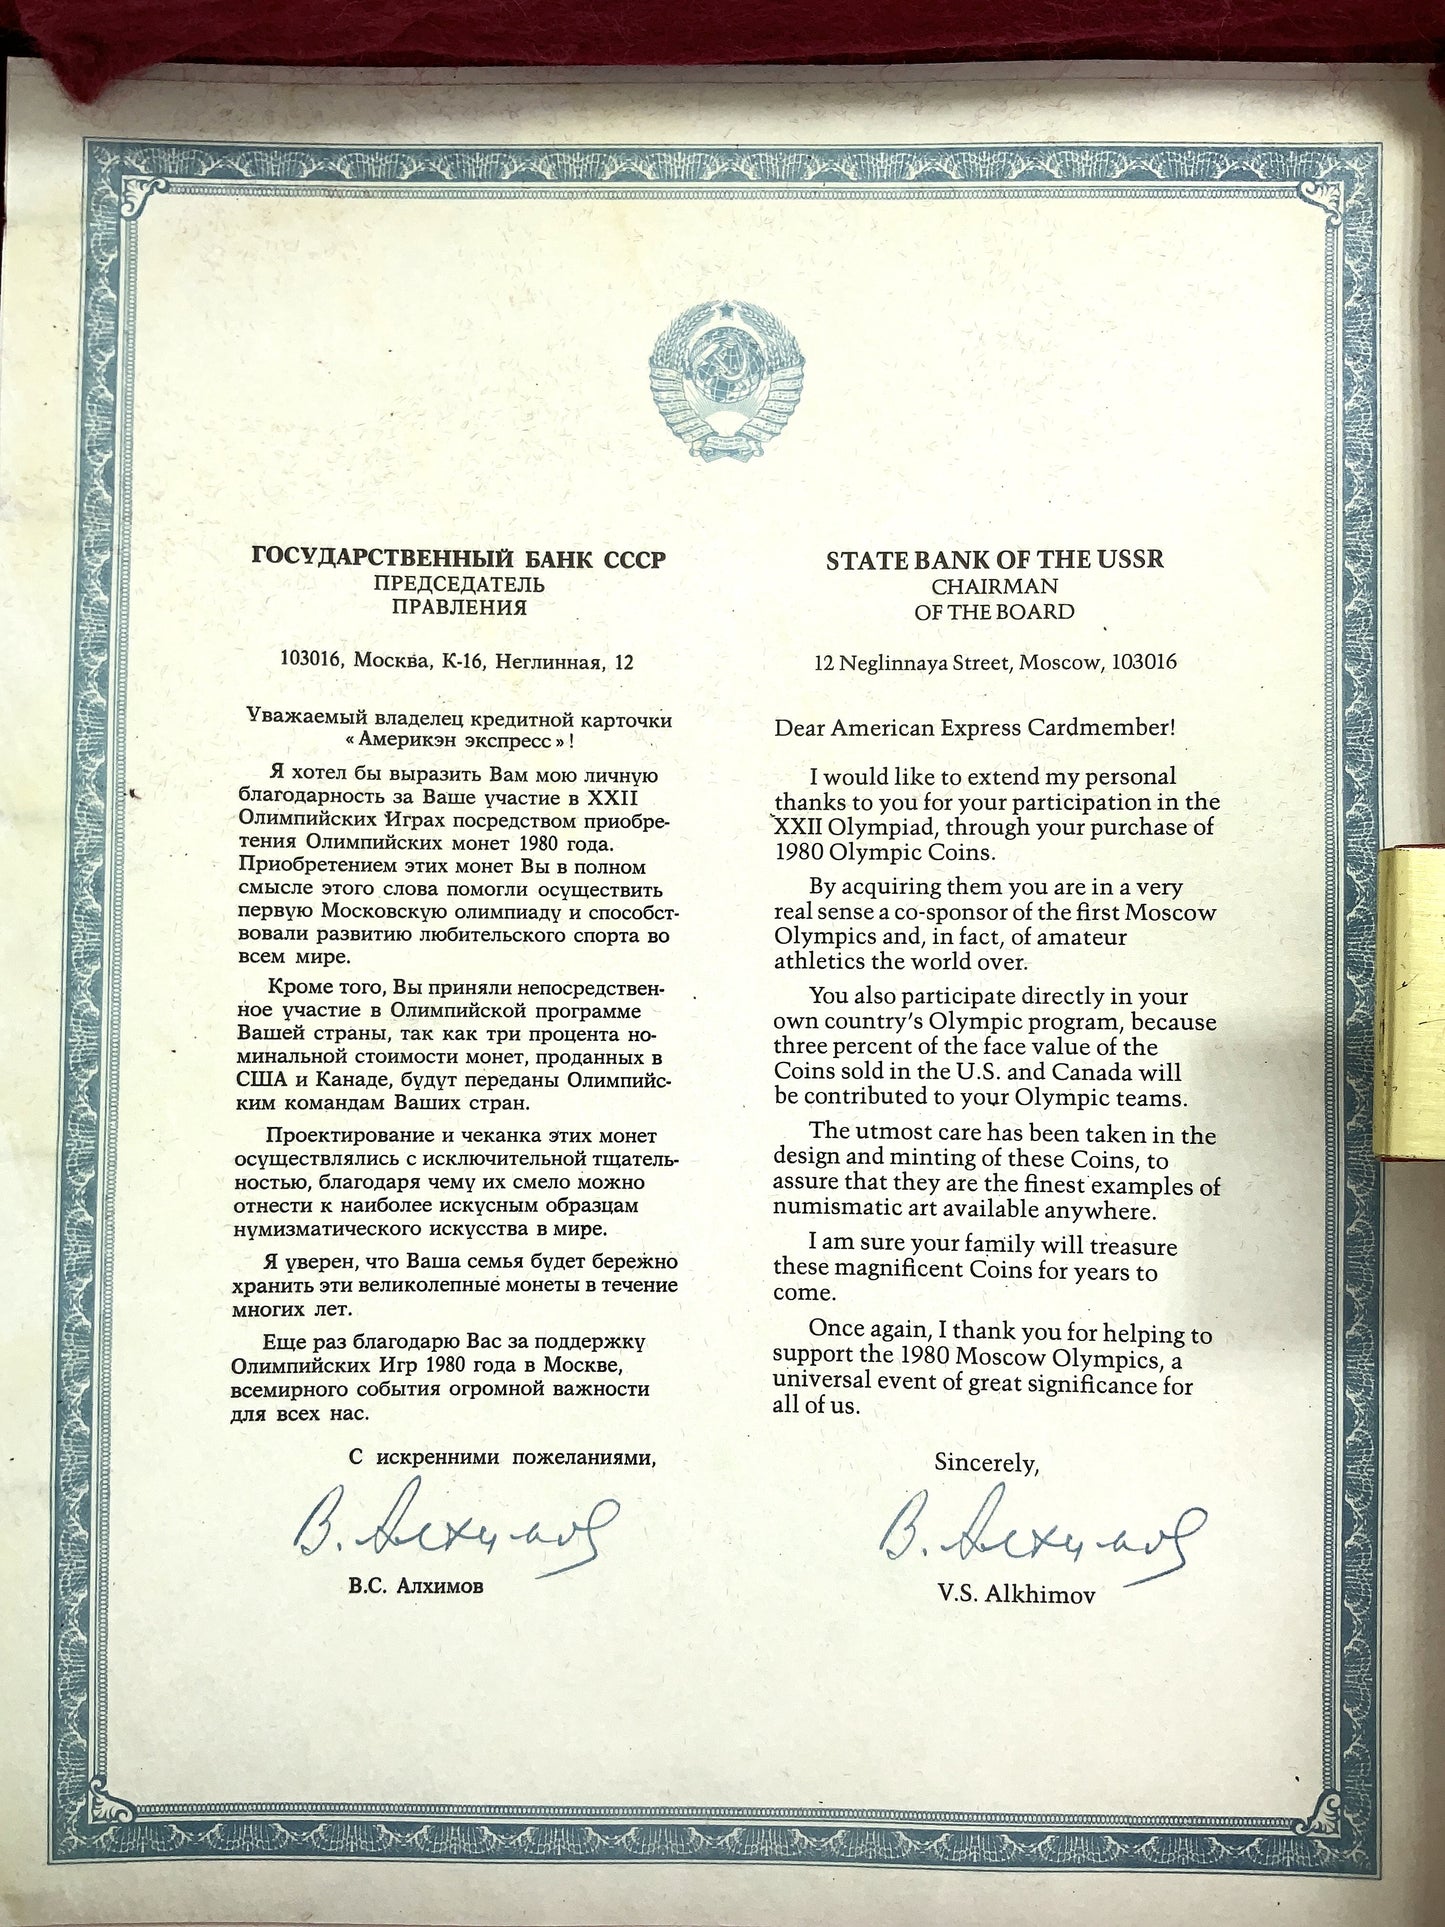 ГОСУДАРСТВЕННЫЙ БАНК СССР
ПРЕДСЕДАТЕЛЬ
ПРАВЛЕНИЯ
103016, Москва, К-16, Неглинная, 12
Уважаемый владелец кредитной карточки
«Америкэн экспресс»!
Я хотел бы выразить Вам мою личную
благодарность за Ваше участие в XXII
Олимпийских Играх посредством приобре-
тения Олимпийских монет 1980 года.
Приобретением этих монет Вы в полном
смысле этого слова помогли осуществить
первую Московскую олимпиаду и способст-
вовали развитию любительского спорта во
всем мире.
Кроме того, Вы приняли непосредствен-
ное участие в Олимпийской программе
Вашей страны, так как три процента но-
минальной стоимости монет, проданных в
США и Канаде, будут переданы Олимпийс-
ким командам Ваших стран.
Проектирование и чеканка этих монет
осуществлялись с исключительной тщатель-
ностью, благодаря чему их смело можно
отнести к наиболее искусным образцам
нумизматического искусства в мире.
Я уверен, что Ваша семья будет бережно
хранить эти великолепные монеты в течение
многих лет.
Еще раз благодарю Вас за поддержку
Олимпийских Игр 1980 года в Москве,
всемирного события огромной важности
для всех нас.
С искренними пожеланиями,
В. Алхимов
В.С. Алхимов
STATE BANK OF THE USSR
CHAIRMAN
OF THE BOARD
12 Neglinnaya Street, Moscow, 103016
Dear American Express Cardmember!
I would like to extend my personal
thanks to you for your participation in the
XXII Olympiad, through your purchase of
1980 Olympic Coins.
By acquiring them you are in a very
real sense a co-sponsor of the first Moscow
Olympics and, in fact, of amateur
athletics the world over.
You also participate directly in your
own country's Olympic program, because
three percent of the face value of the
Coins sold in the U.S. and Canada will
be contributed to your Olympic teams.
The utmost care has been taken in the
design and minting of these Coins, to
assure that they are the finest examples of
numismatic art available anywhere.
I am sure your family will treasure
these magnificent Coins for years to
come.
Once again, I thank you for helping to
support the 1980 Moscow Olympics, a
universal event of great significance for
all of us.
Sincerely,
В. Алхимов
V.S. Alkhimov